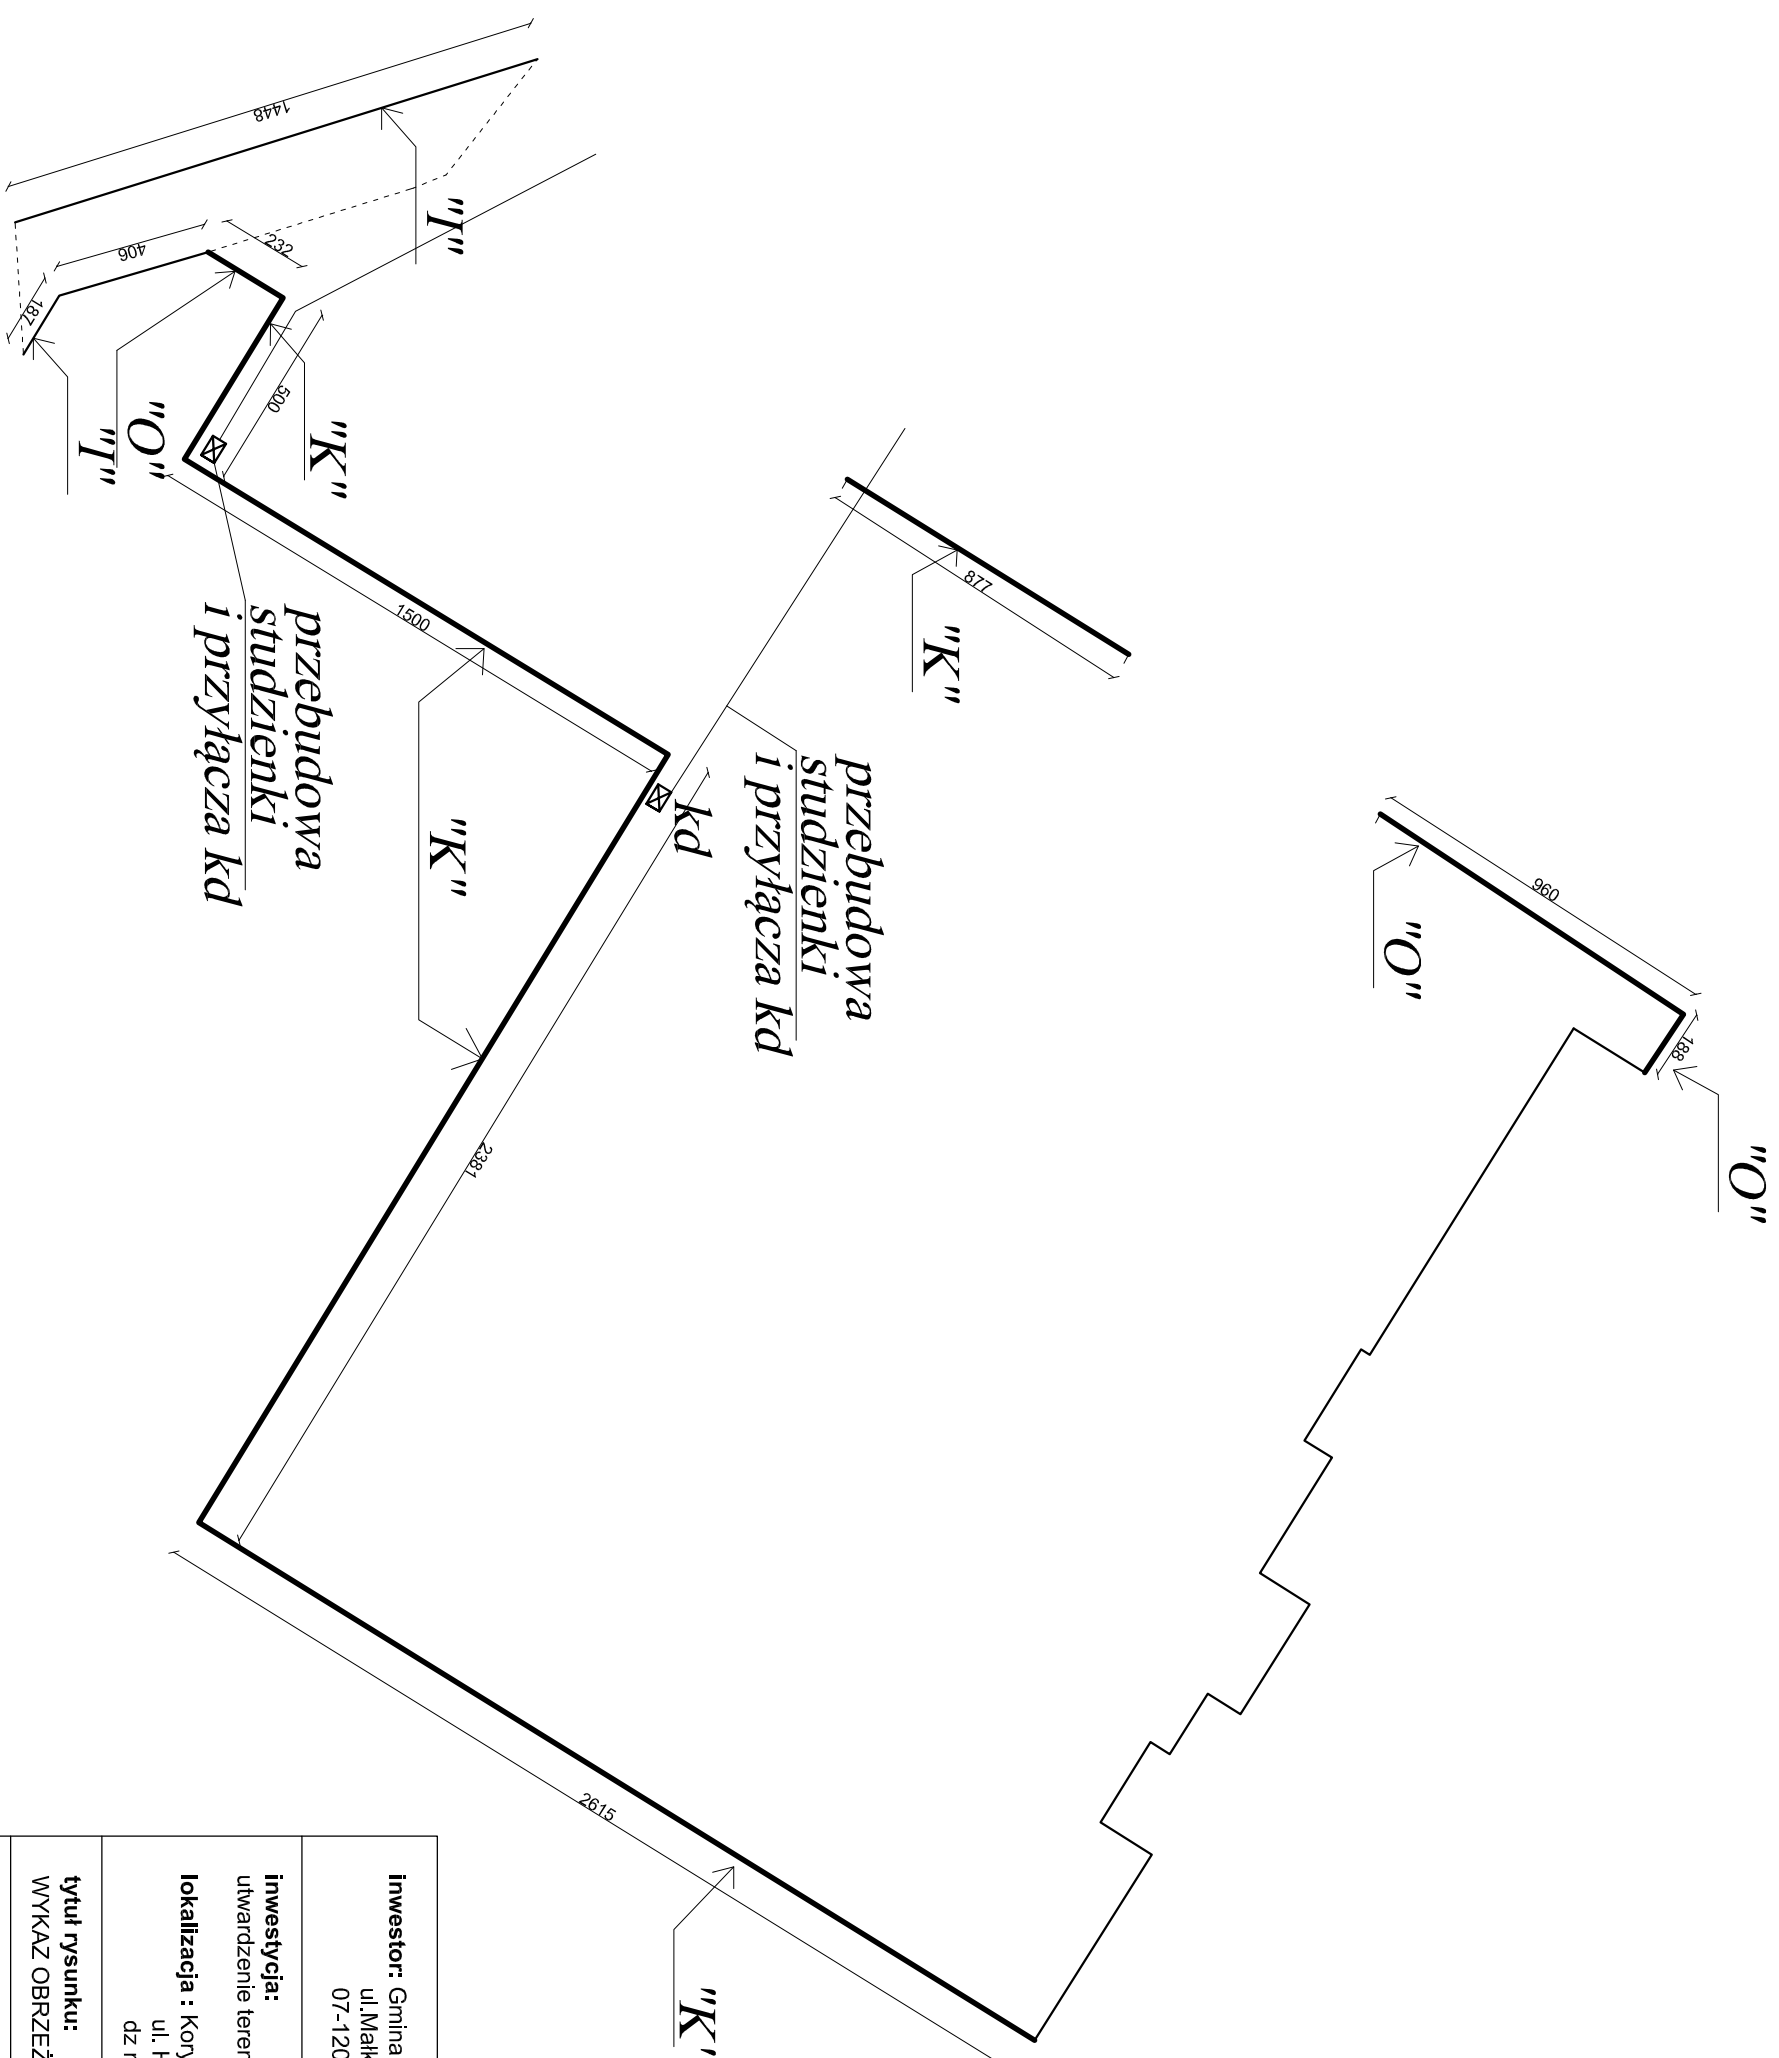 1448
"I"
406
232
187
500
"O"
"I"
"K"
877
"K"
1500
przebudowa
studzienki
i przyłącza kd
kd
przebudowa
studzienki
i przyłącza kd
"K"
960
"O"
188
"O"
2381
2615
"K"
inwestor: Gmina
ul.Małk
07-120
inwestycja:
utwardzenie teren
lokalizacja : Kory
ul. H
dz n
tytuł rysunku:
WYKAZ OBRZEŻ